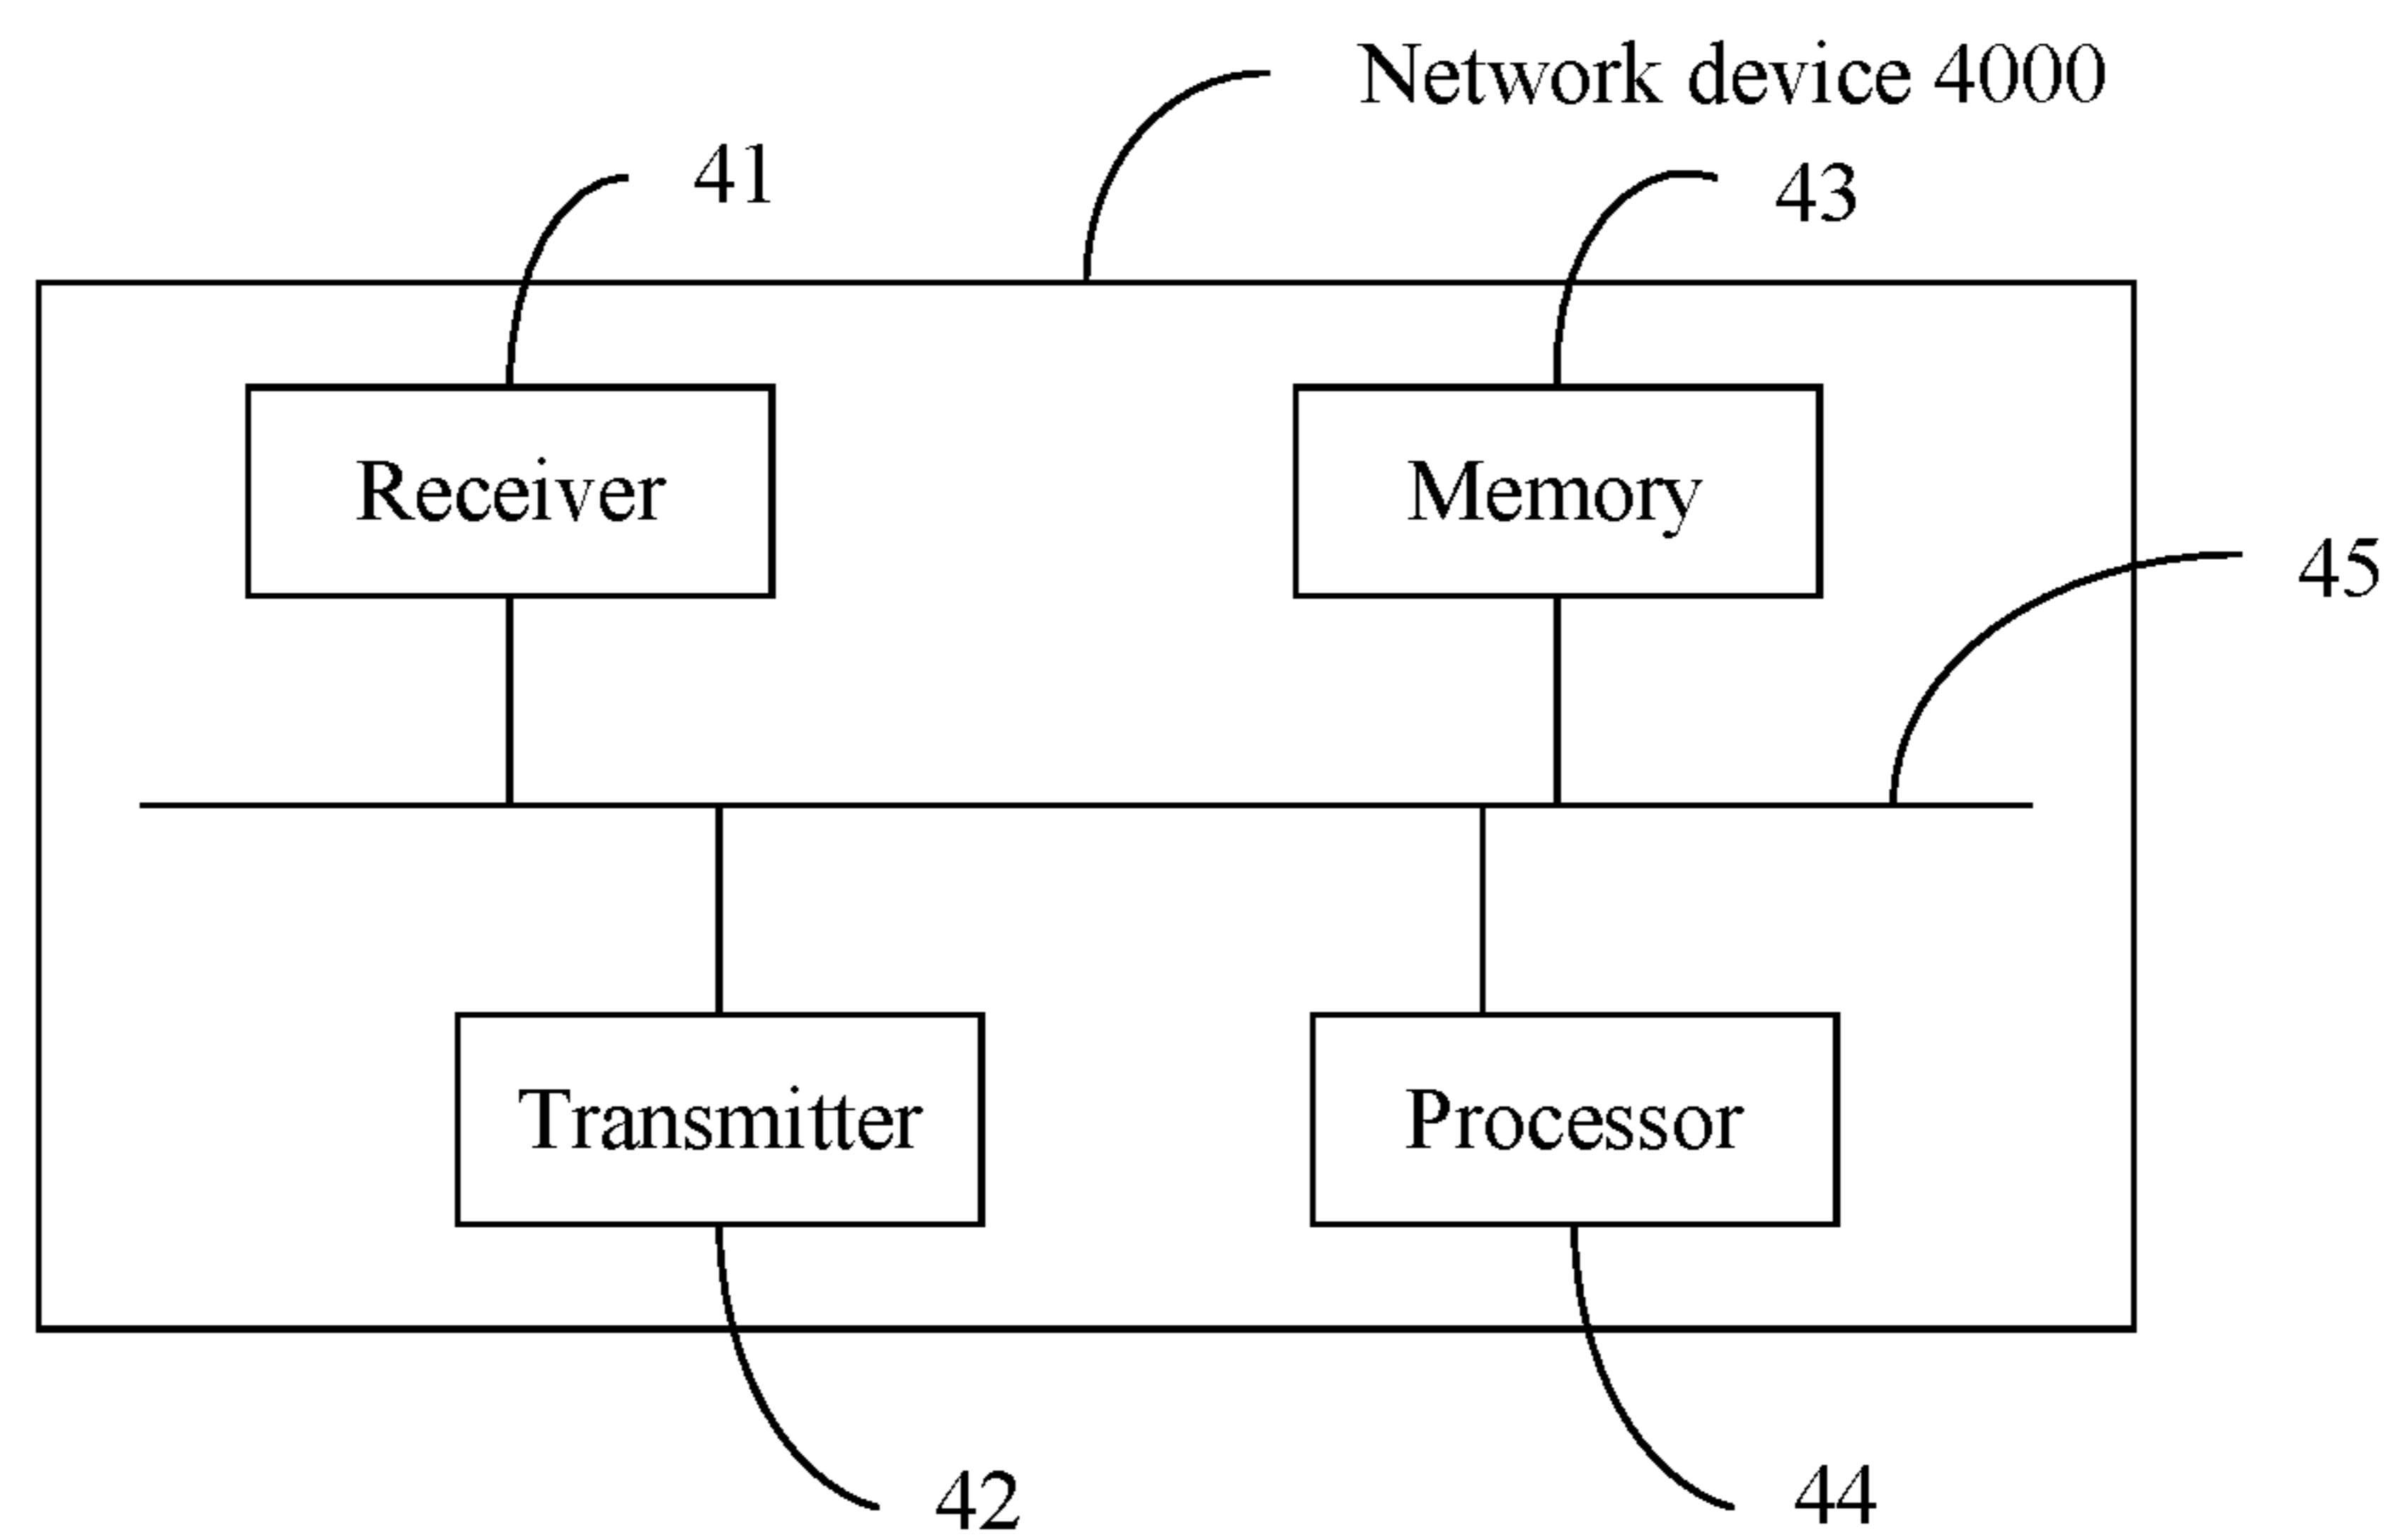 Network device 4000
41
43
Receiver
Memory
45
Transmitter
Processor
42
44